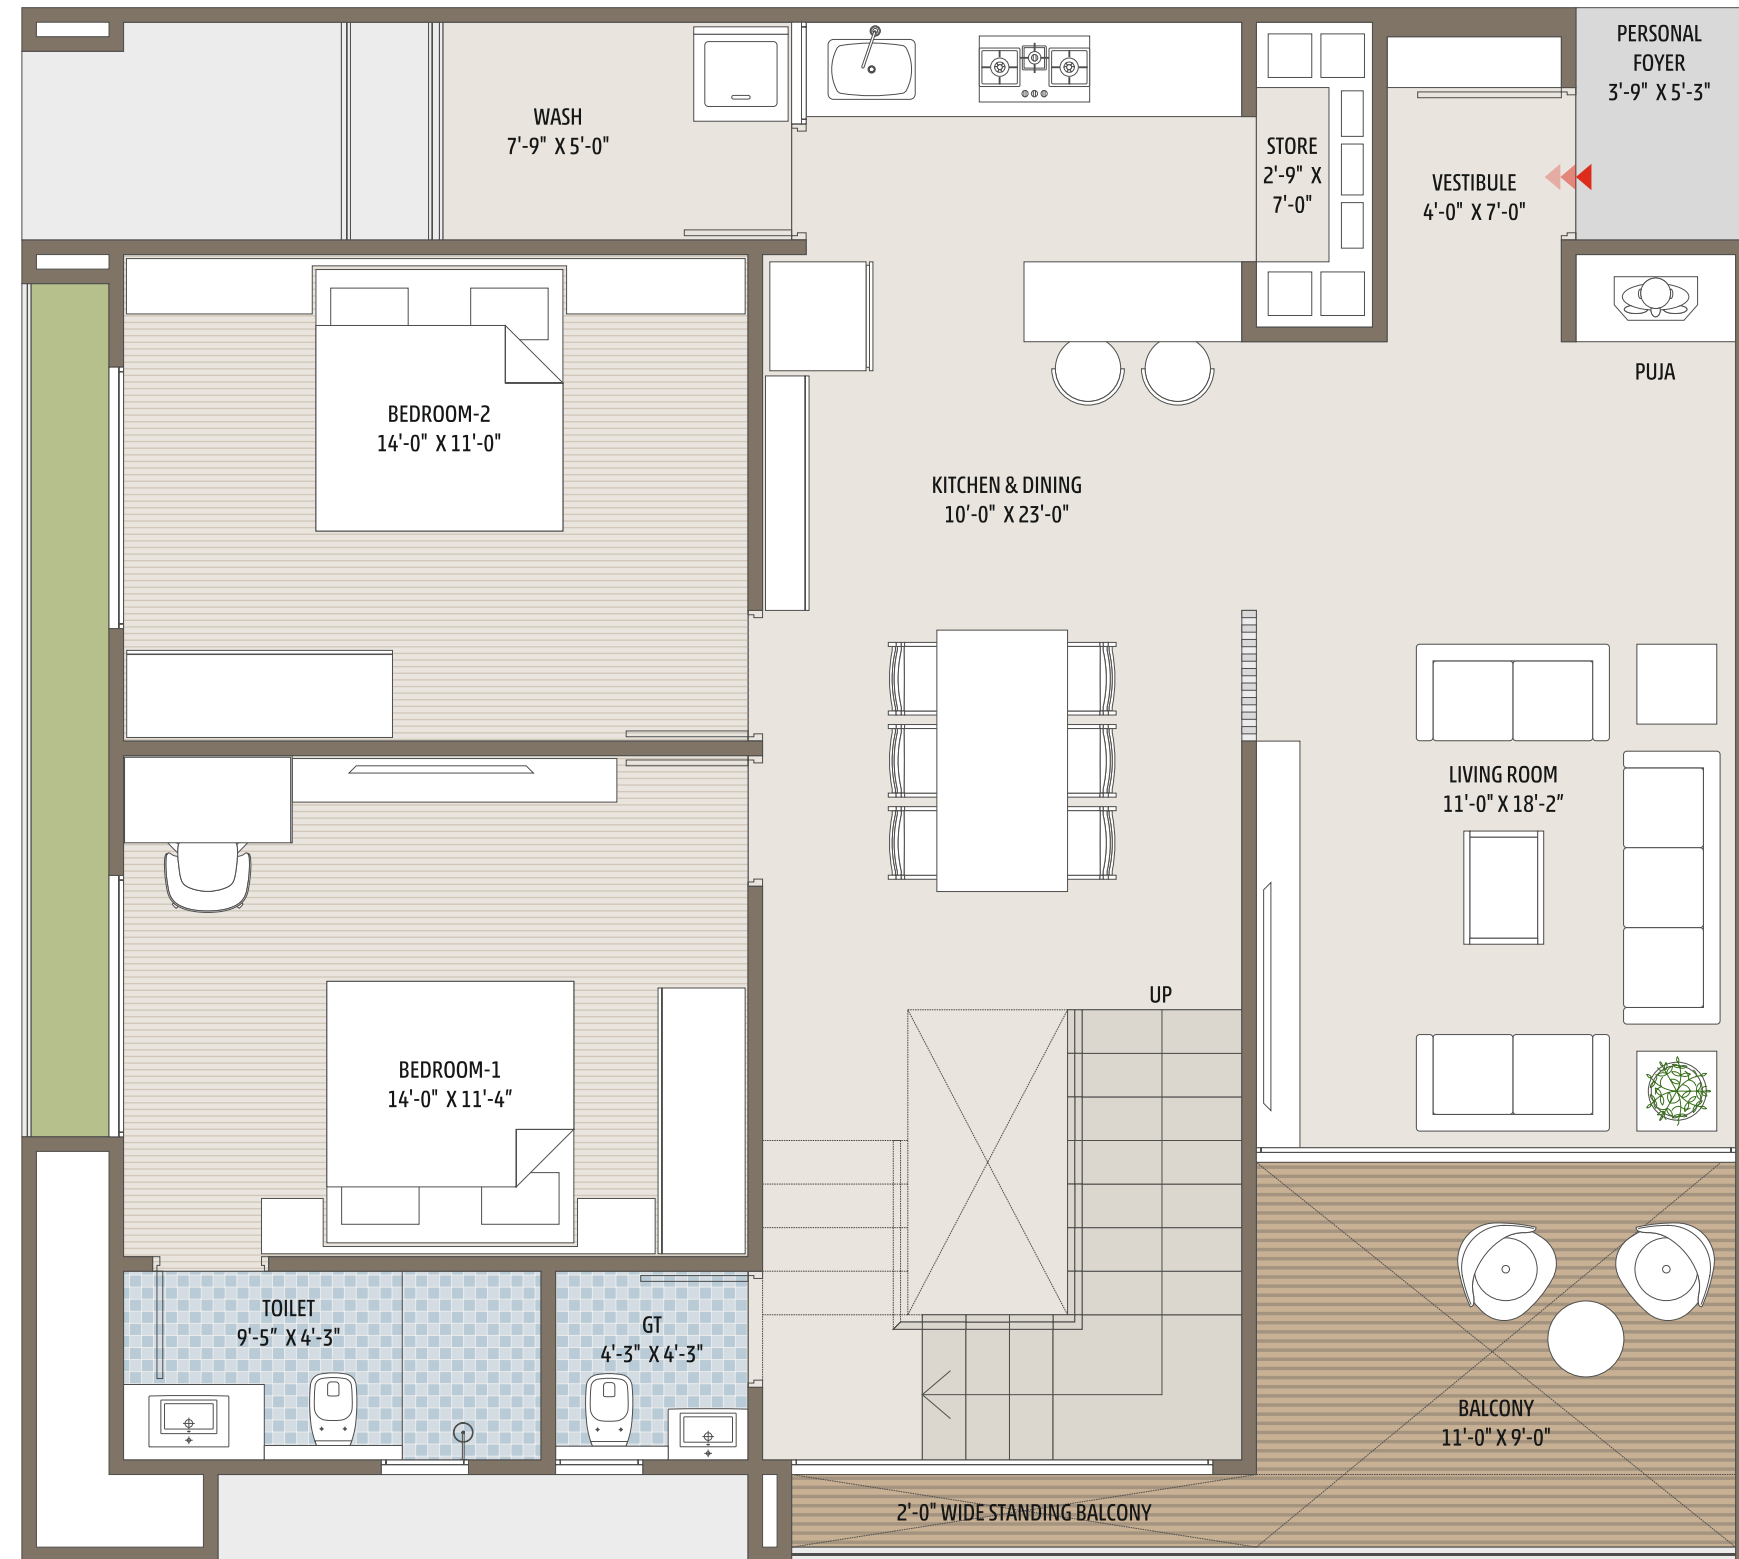 PERSONAL
FOYER
3'-9" X 5'-3"
WASH
7'-9" X 5'-0"
STORE
2'-9" X
7'-0"
VESTIBULE
4'-0" X 7'-0"
PUJA
BEDROOM-2
14'-0" X 11'-0"
KITCHEN & DINING
10'-0" X 23'-0"
LIVING ROOM
11'-0" X 18'-2"
UP
BEDROOM-1
14'-0" X 11'-4"
TOILET
9'-5" X 4'-3"
GT
4'-3" X 4'-3"
BALCONY
11'-0" X 9'-0"
2'-0" WIDE STANDING BALCONY